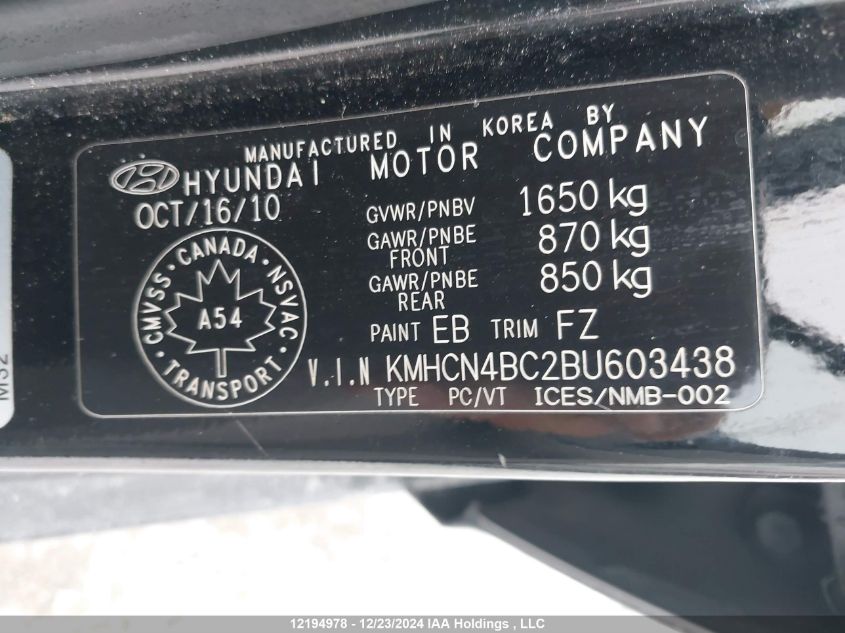 MANUFACTURED IN KOREA BY
HYUNDAI MOTOR COMPANY
OCT/16/10
GVWR/PNBV 1650 kg
GAWR/PNBE FRONT 870 kg
GAWR/PNBE REAR 850 kg
PAINT EB TRIM FZ
V.I.N KMHCN4BC2BU603438
TYPE PC/VT ICES/NMB-002
CMVSS · CANADA · NSVAC · TRANSPORT ·
A54
M32
12194978 - 12/23/2024 IAA Holdings , LLC